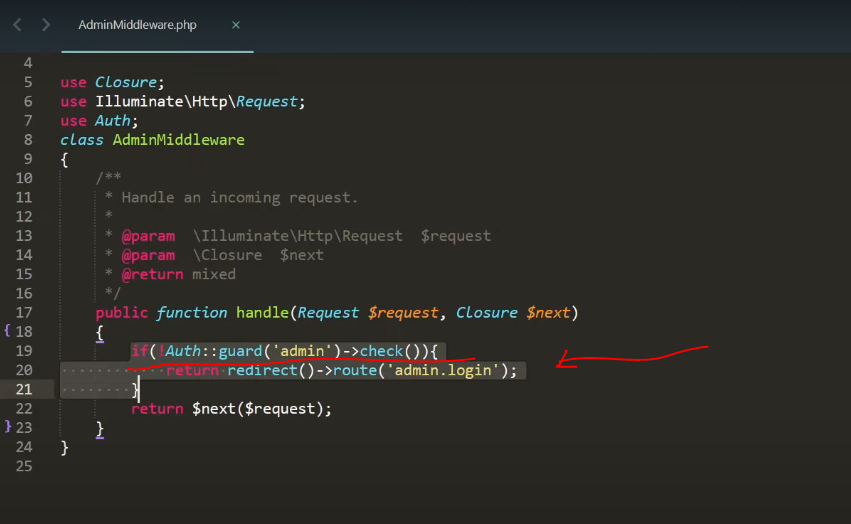 AdminMiddleware.php ×
4
5 use Closure;
6 use Illuminate\Http\Request;
7 use Auth;
8 class AdminMiddleware
9 {
10     /**
11      * Handle an incoming request.
12      *
13      * @param  \Illuminate\Http\Request  $request
14      * @param  \Closure  $next
15      * @return mixed
16      */
17     public function handle(Request $request, Closure $next)
{ 18     {
19         if(!Auth::guard('admin')->check()){
20             return redirect()->route('admin.login');
21         }
22         return $next($request);
} 23     }
24 }
25